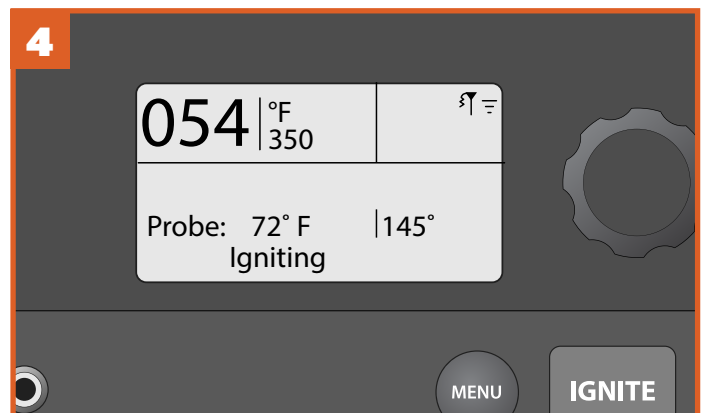 4
054 °F
350
Probe: 72° F 145°
Igniting
MENU IGNITE